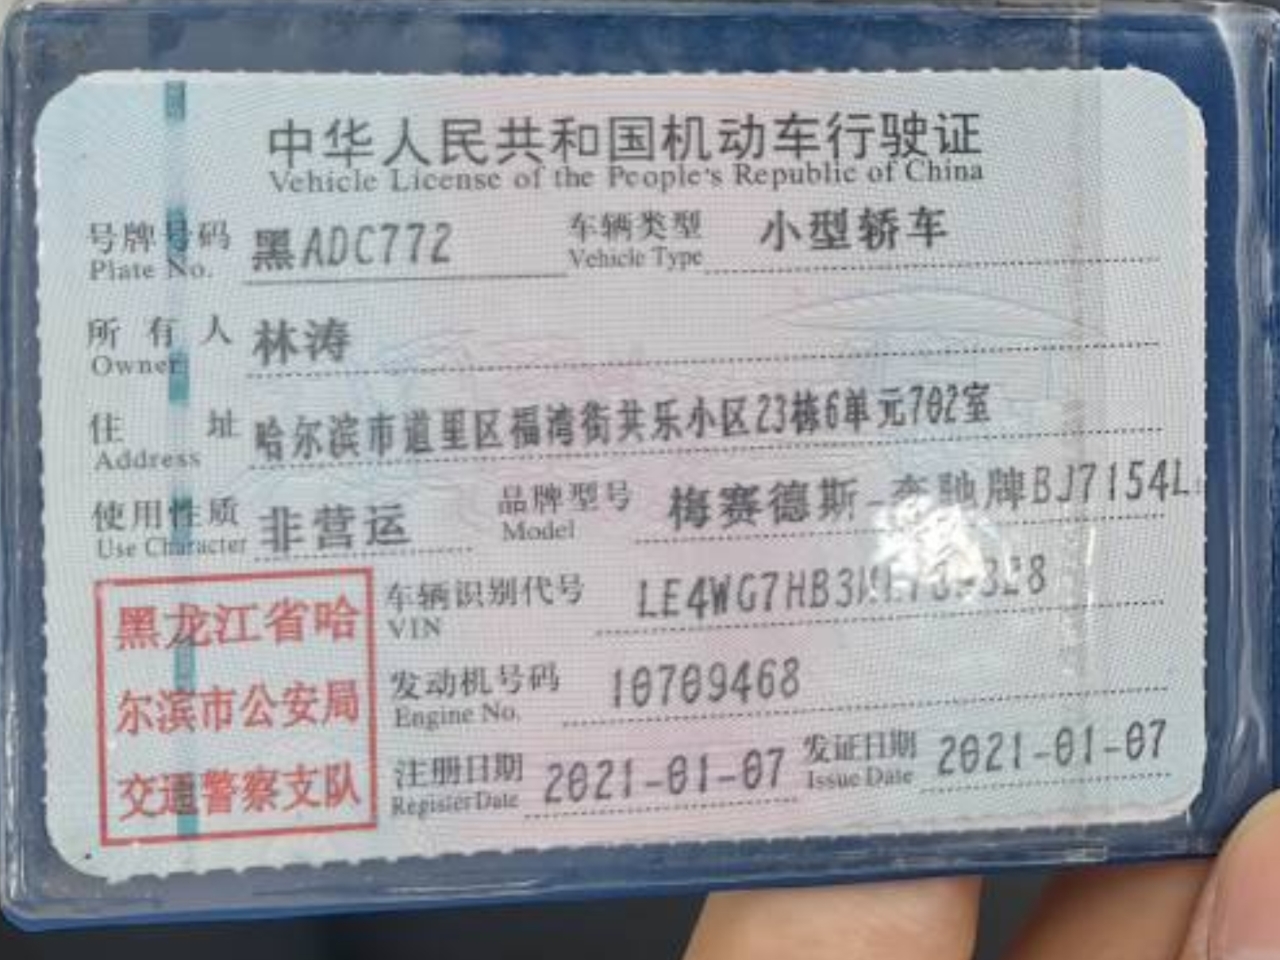 中华人民共和国机动车行驶证
Vehicle License of the People's Republic of China
号牌号码 黑ADC772 车辆类型 小型轿车
Plate No. Vehicle Type
所有人 林涛
Owner
住址 哈尔滨市道里区福湾街共乐小区23栋6单元702室
Address
使用性质 非营运 品牌型号 梅赛德斯-奔驰牌BJ7154L
Use Character Model
黑龙江省哈
尔滨市公安局
交通警察支队
车辆识别代号
VIN
发动机号码 10709468
Engine No.
注册日期 2021-01-07 发证日期 2021-01-07
Register Date Issue Date